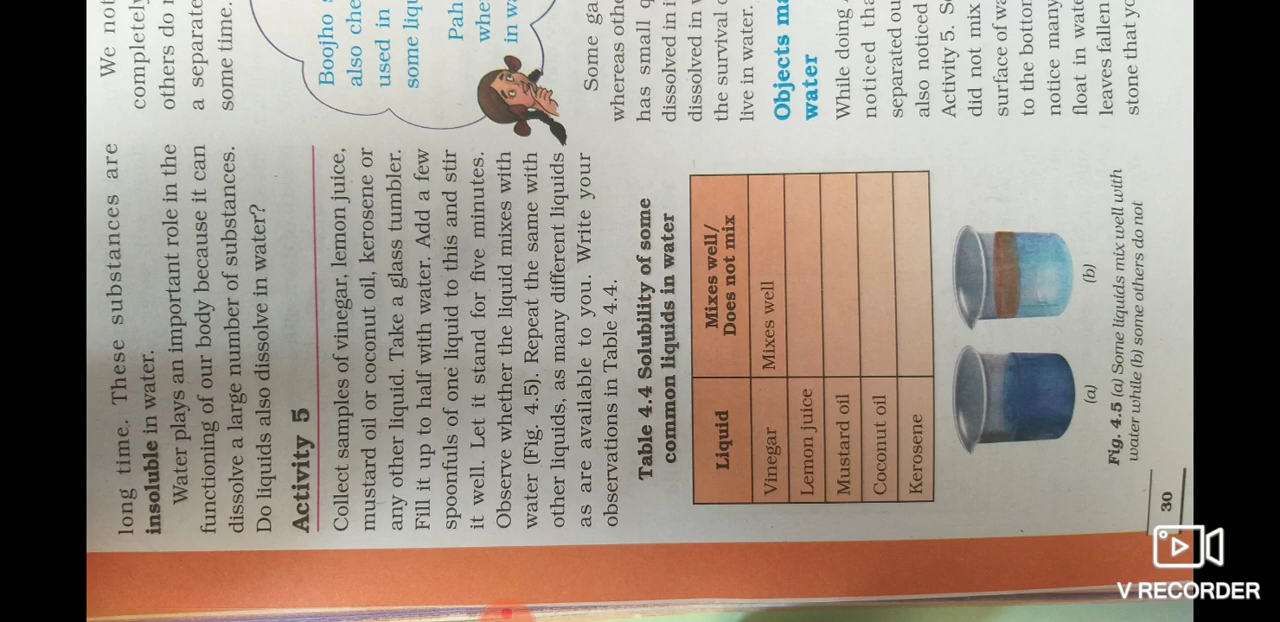 long time. These substances are
insoluble in water.
Water plays an important role in the
functioning of our body because it can
dissolve a large number of substances.
Do liquids also dissolve in water?
Activity 5
Collect samples of vinegar, lemon juice,
mustard oil or coconut oil, kerosene or
any other liquid. Take a glass tumbler.
Fill it up to half with water. Add a few
spoonfuls of one liquid to this and stir
it well. Let it stand for five minutes.
Observe whether the liquid mixes with
water (Fig. 4.5). Repeat the same with
other liquids, as many different liquids
as are available to you. Write your
observations in Table 4.4.
Table 4.4 Solubility of some
common liquids in water
Liquid
Mixes well/
Does not mix
Vinegar Mixes well
Lemon juice
Mustard oil
Coconut oil
Kerosene
(a) (b)
Fig. 4.5 (a) Some liquids mix well with
water while (b) some others do not
30
We not
completely
others do
a separate
some time.
Boojho
also che
used in
some liqu
Pah
whe
in wa
Some ga
whereas othe
has small q
dissolved in i
dissolved in
the survival
live in water.
Objects ma
water
While doing
noticed tha
separated ou
also noticed
Activity 5. So
did not mix
surface of wa
to the bottom
notice many
float in wate
leaves fallen
stone that yo
V RECORDER